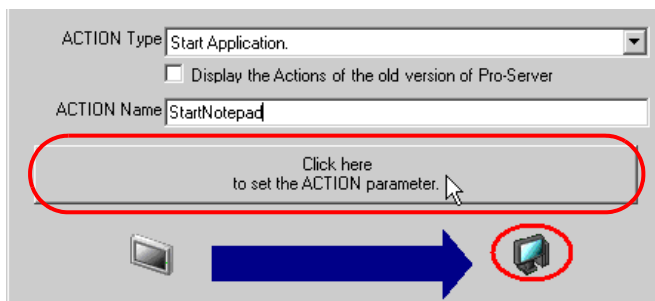 ACTION Type Start Application.
Display the Actions of the old version of Pro-Server
ACTION Name StartNotepad
Click here
to set the ACTION parameter.